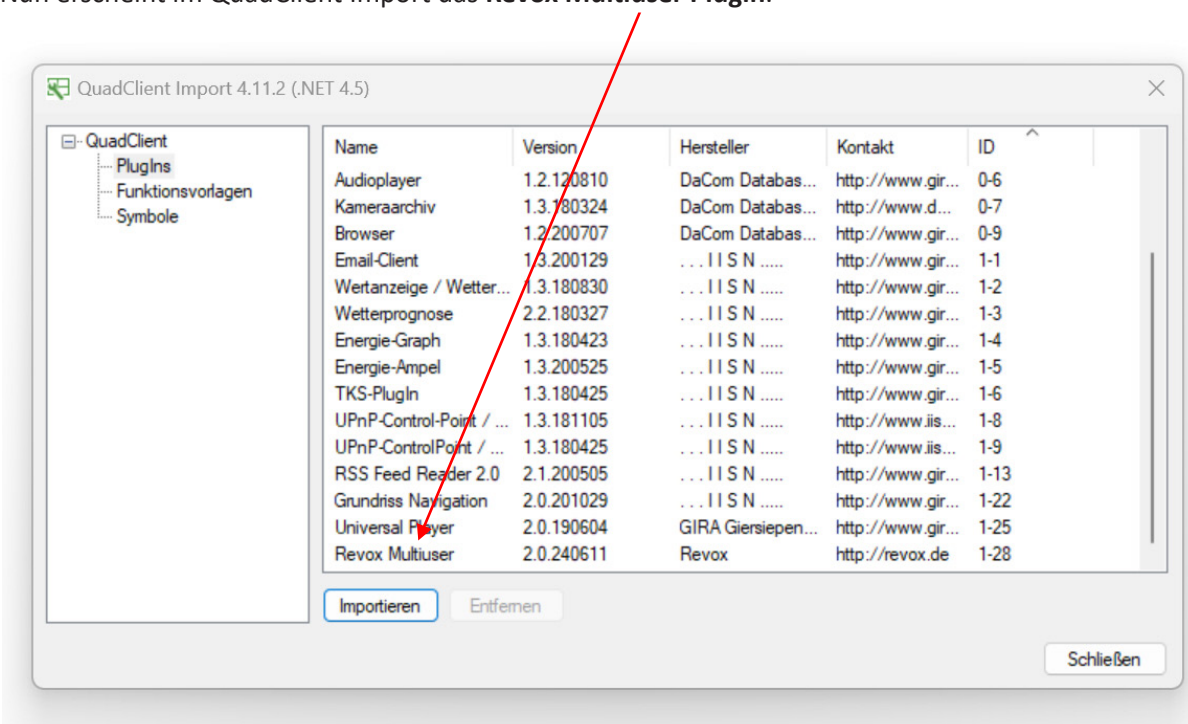 Nun erscheint im QuadClient Import das Revox Multiuser Plugin.
QuadClient Import 4.11.2 (.NET 4.5)
QuadClient
PlugIns
Funktionsvorlagen
Symbole
Name Version Hersteller Kontakt ID
Audioplayer 1.2.120810 DaCom Databas... http://www.gir... 0-6
Kameraarchiv 1.3.180324 DaCom Databas... http://www.d... 0-7
Browser 1.2.200707 DaCom Databas... http://www.gir... 0-9
Email-Client 1.3.200129 . . . I I S N ..... http://www.gir... 1-1
Wertanzeige / Wetter... 1.3.180830 . . . I I S N ..... http://www.gir... 1-2
Wetterprognose 2.2.180327 . . . I I S N ..... http://www.gir... 1-3
Energie-Graph 1.3.180423 . . . I I S N ..... http://www.gir... 1-4
Energie-Ampel 1.3.200525 . . . I I S N ..... http://www.gir... 1-5
TKS-PlugIn 1.3.180425 . . . I I S N ..... http://www.gir... 1-6
UPnP-Control-Point / ... 1.3.181105 . . . I I S N ..... http://www.iis... 1-8
UPnP-ControlPoint / ... 1.3.180425 . . . I I S N ..... http://www.iis... 1-9
RSS Feed Reader 2.0 2.1.200505 . . . I I S N ..... http://www.gir... 1-13
Grundriss Navigation 2.0.201029 . . . I I S N ..... http://www.gir... 1-22
Universal Player 2.0.190604 GIRA Giersiepen... http://www.gir... 1-25
Revox Multiuser 2.0.240611 Revox http://revox.de 1-28
Importieren Entfernen
Schließen